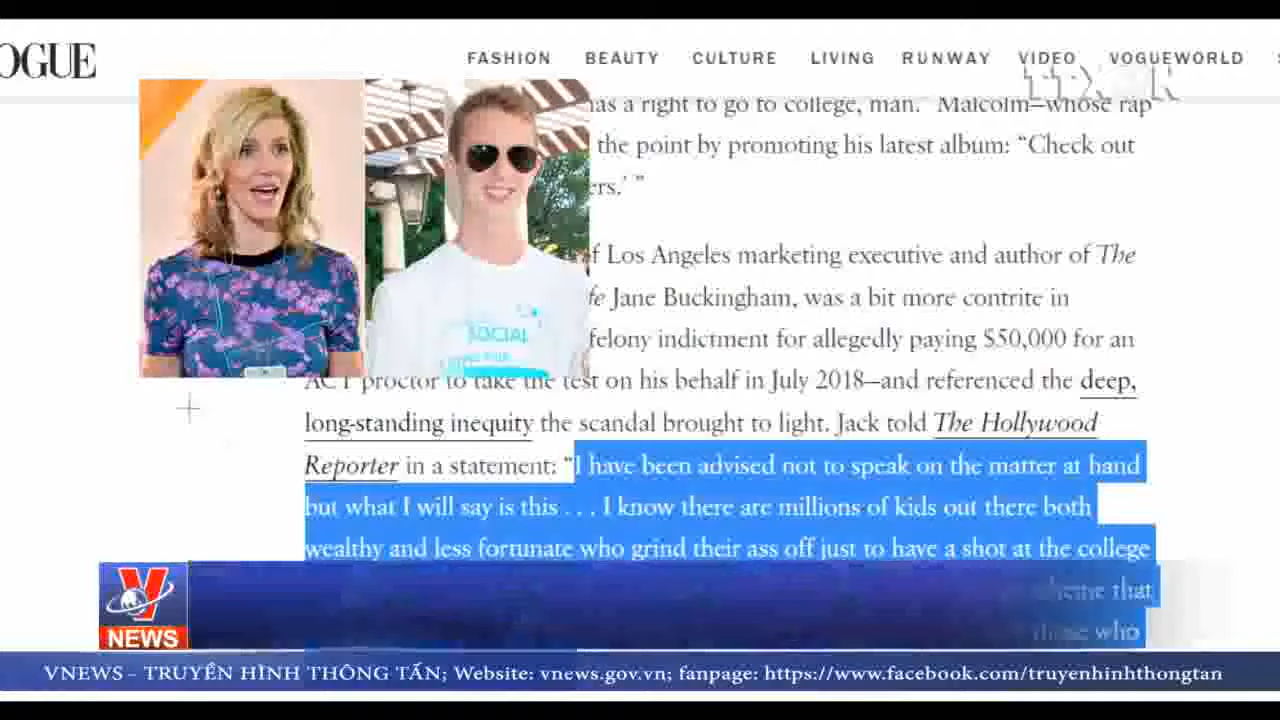 OGUE
FASHION BEAUTY CULTURE LIVING RUNWAY VIDEO VOGUEWORLD
has a right to go to college, man." Malcolm—whose rap
the point by promoting his latest album: “Check out
ers.’ ”
of Los Angeles marketing executive and author of The
fe Jane Buckingham, was a bit more contrite in
felony indictment for allegedly paying $50,000 for an
ACT proctor to take the test on his behalf in July 2018—and referenced the deep,
long-standing inequity the scandal brought to light. Jack told The Hollywood
Reporter in a statement: “I have been advised not to speak on the matter at hand
but what I will say is this . . . I know there are millions of kids out there both
wealthy and less fortunate who grind their ass off just to have a shot at the college
that
those who
SOCIAL
V
NEWS
VNEWS - TRUYỀN HÌNH THÔNG TẤN; Website: vnews.gov.vn; fanpage: https://www.facebook.com/truyenhinhthongtan